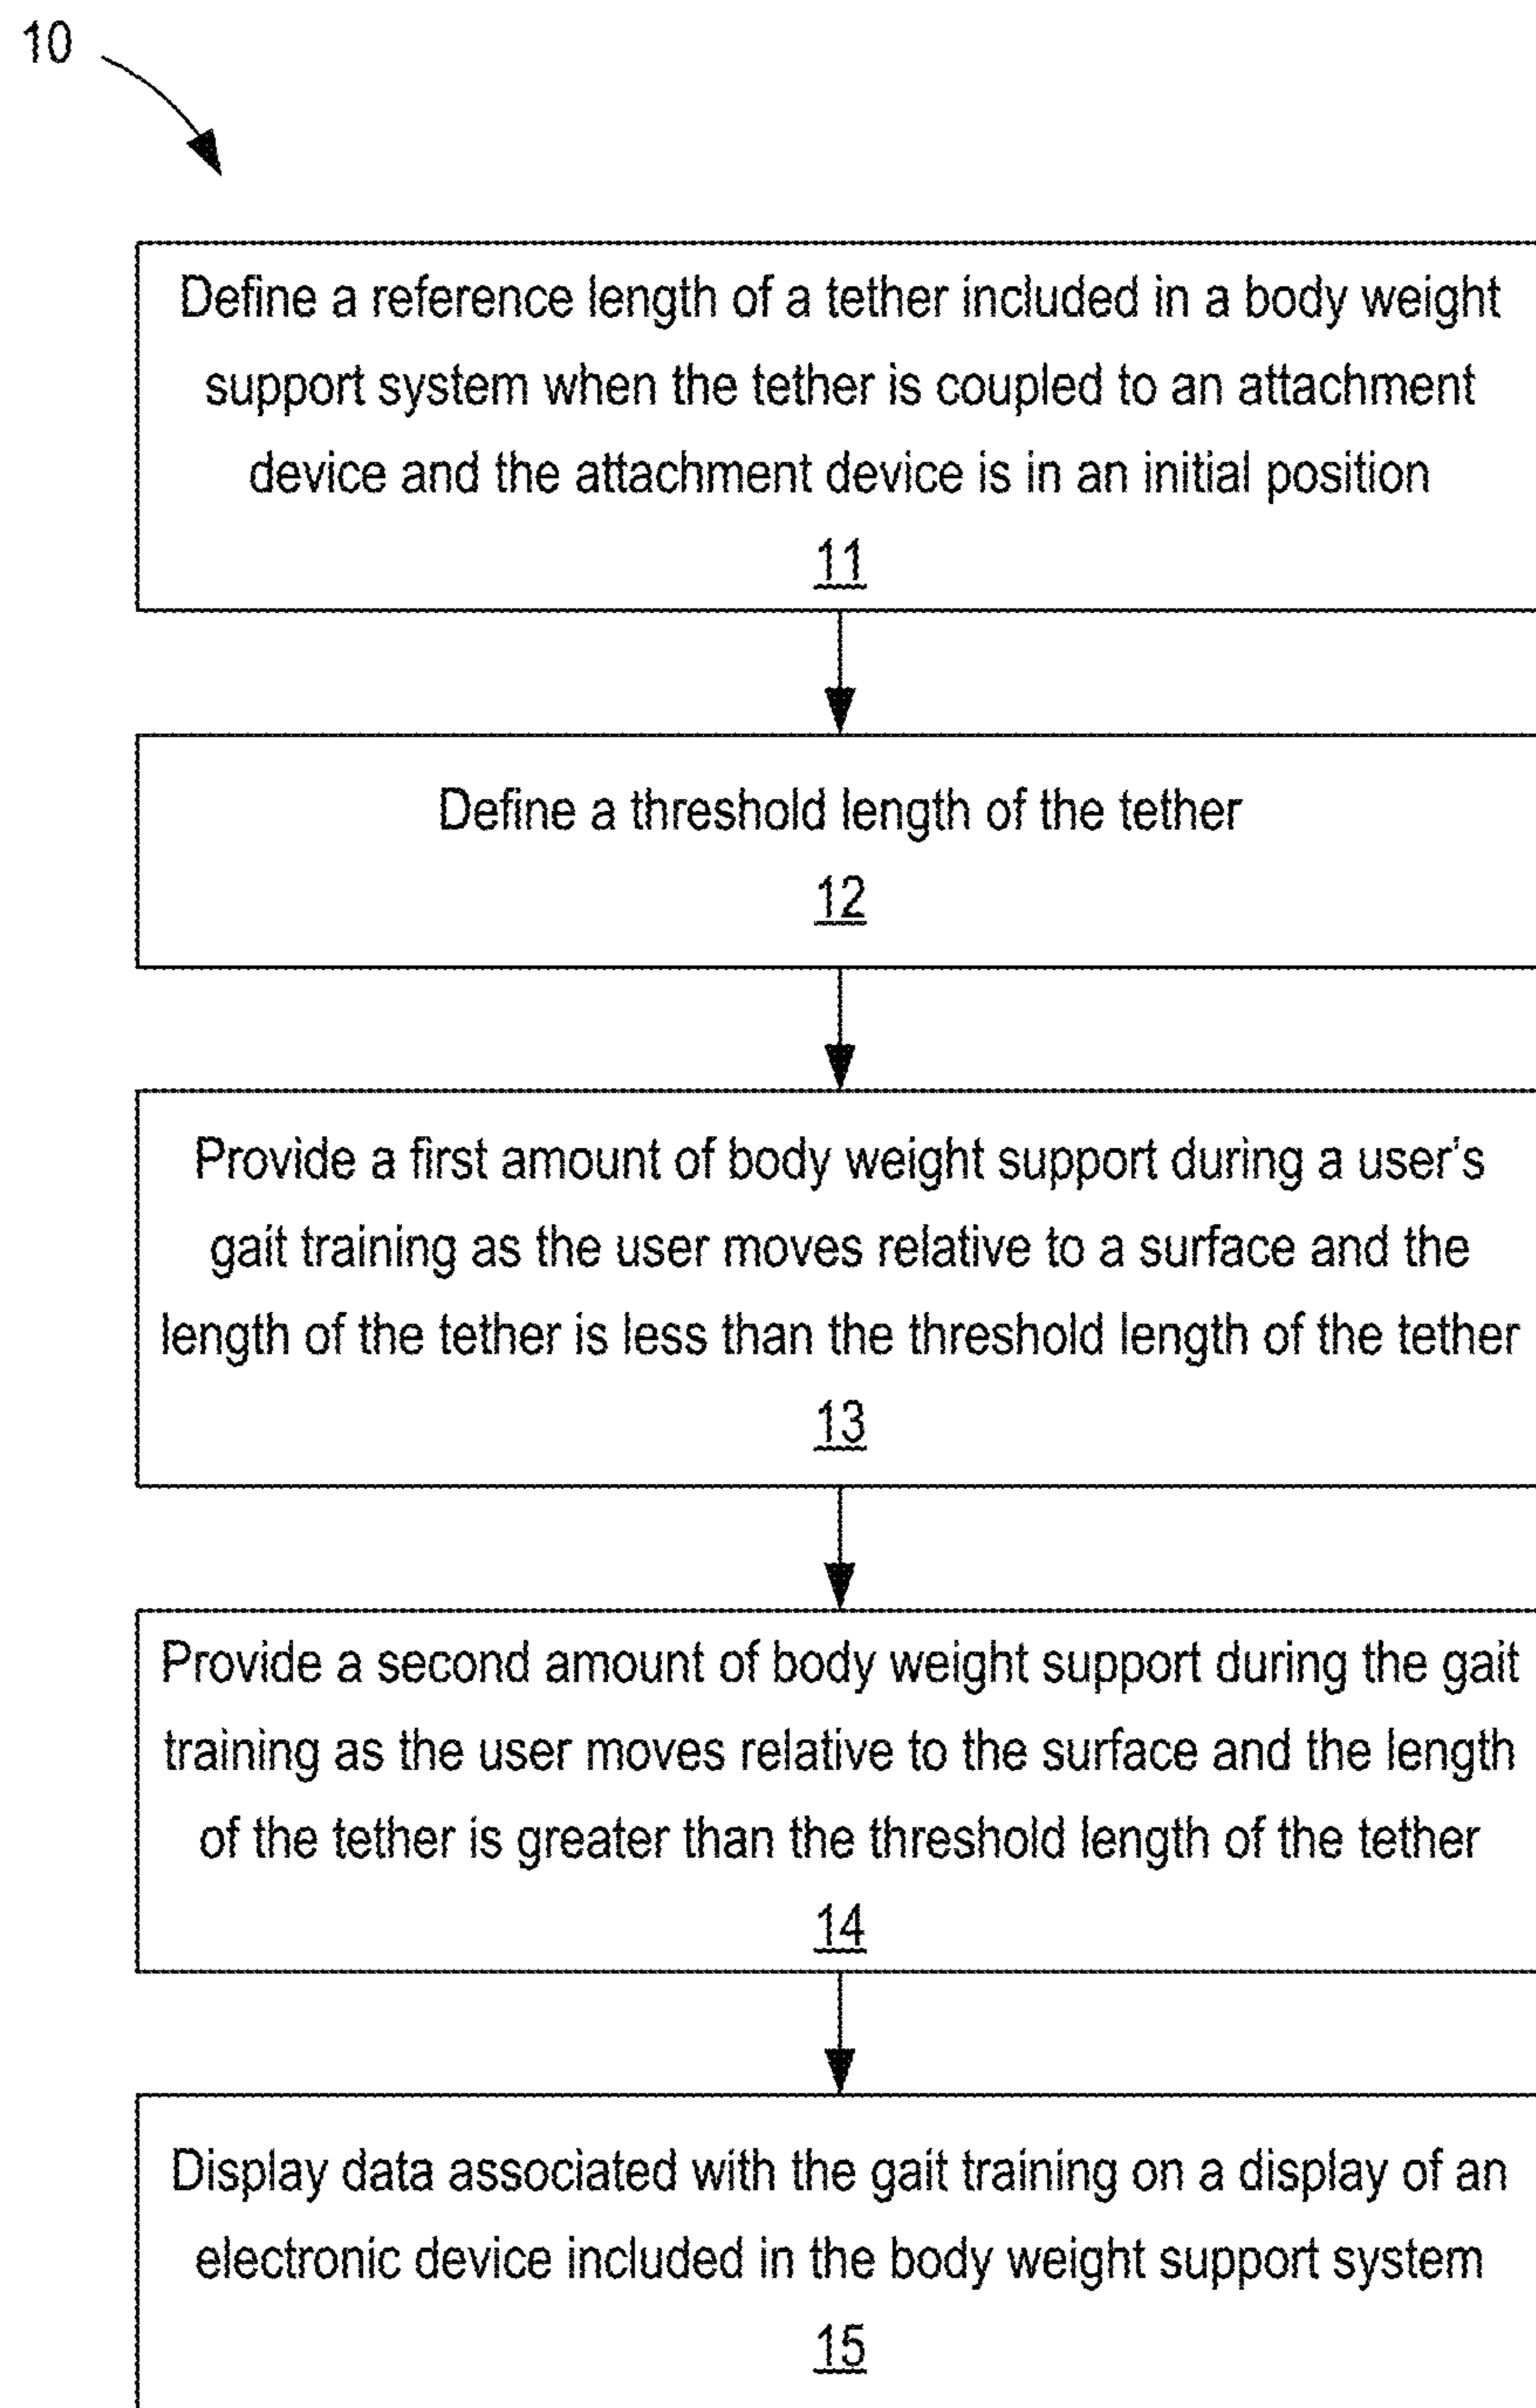 10
Define a reference length of a tether included in a body weight
support system when the tether is coupled to an attachment
device and the attachment device is in an initial position
11
Define a threshold length of the tether
12
Provide a first amount of body weight support during a user's
gait training as the user moves relative to a surface and the
length of the tether is less than the threshold length of the tether
13
Provide a second amount of body weight support during the gait
training as the user moves relative to the surface and the length
of the tether is greater than the threshold length of the tether
14
Display data associated with the gait training on a display of an
electronic device included in the body weight support system
15